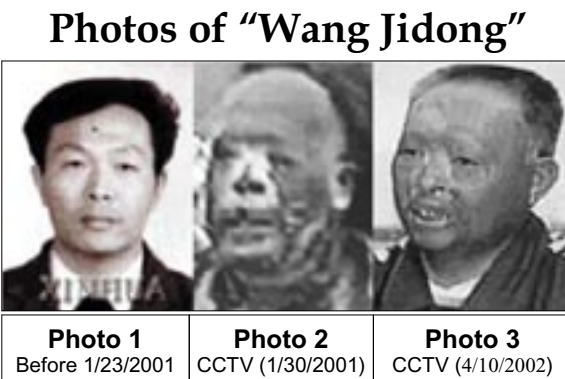 Photos of “Wang Jidong”
XINHUA
Photo 1
Before 1/23/2001
Photo 2
CCTV (1/30/2001)
Photo 3
CCTV (4/10/2002)